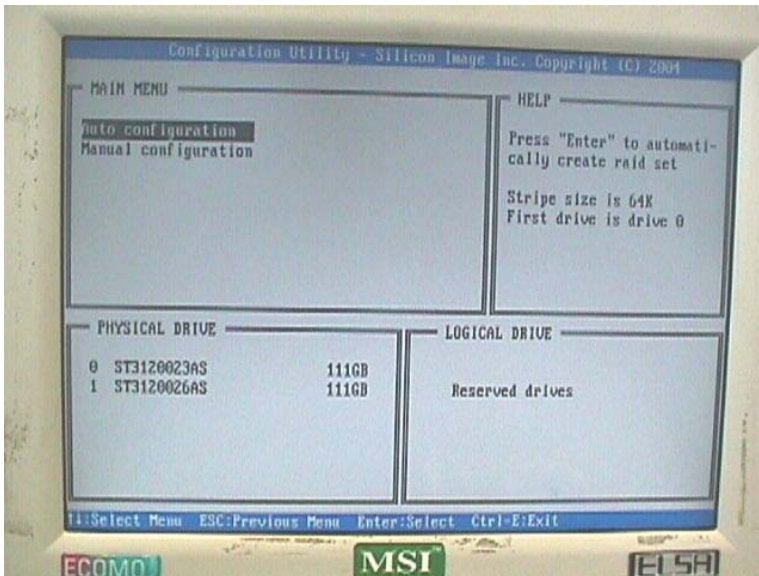 Configuration Utility - Silicon Image Inc. Copyright (C) 2004
MAIN MENU
Auto configuration
Manual configuration
HELP
Press "Enter" to automati-
cally create raid set
Stripe size is 64K
First drive is drive 0
PHYSICAL DRIVE
0 ST3120023AS 111GB
1 ST3120026AS 111GB
LOGICAL DRIVE
Reserved drives
↑↓:Select Menu ESC:Previous Menu Enter:Select Ctrl-E:Exit
ECOMO
MSI
ELSA